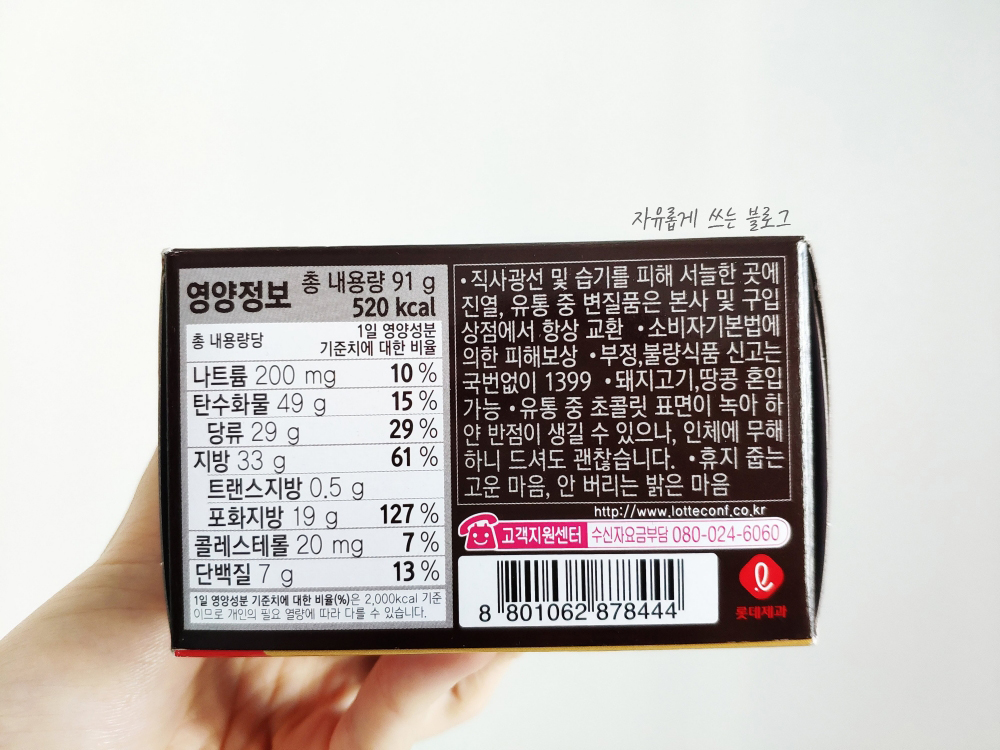 자유롭게 쓰는 블로그
영양정보 총 내용량 91 g
520 kcal
총 내용량당 1일 영양성분
기준치에 대한 비율
나트륨 200 mg 10 %
탄수화물 49 g 15 %
당류 29 g 29 %
지방 33 g 61 %
트랜스지방 0.5 g
포화지방 19 g 127 %
콜레스테롤 20 mg 7 %
단백질 7 g 13 %
1일 영양성분 기준치에 대한 비율(%)은 2,000kcal 기준
이므로 개인의 필요 열량에 따라 다를 수 있습니다.
•직사광선 및 습기를 피해 서늘한 곳에
진열, 유통 중 변질품은 본사 및 구입
상점에서 항상 교환 •소비자기본법에
의한 피해보상 •부정,불량식품 신고는
국번없이 1399 •돼지고기,땅콩 혼입
가능 •유통 중 초콜릿 표면이 녹아 하
얀 반점이 생길 수 있으나, 인체에 무해
하니 드셔도 괜찮습니다. •휴지 줍는
고운 마음, 안 버리는 밝은 마음
http://www.lotteconf.co.kr
고객지원센터 수신자요금부담 080-024-6060
8 801062 878444
롯데제과